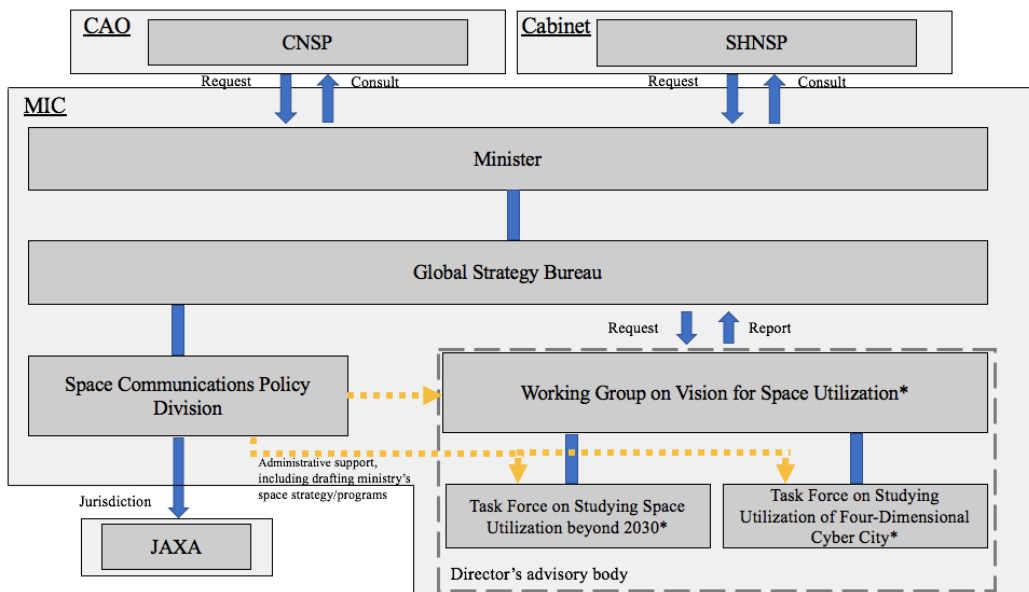 CAO
CNSP
Cabinet
SHNSP
Request
Consult
Request
Consult
MIC
Minister
Global Strategy Bureau
Request
Report
Space Communications Policy
Division
Working Group on Vision for Space Utilization*
Administrative support,
including drafting ministry's
space strategy/programs
Jurisdiction
JAXA
Task Force on Studying Space
Utilization beyond 2030*
Task Force on Studying
Utilization of Four-Dimensional
Cyber City*
Director's advisory body